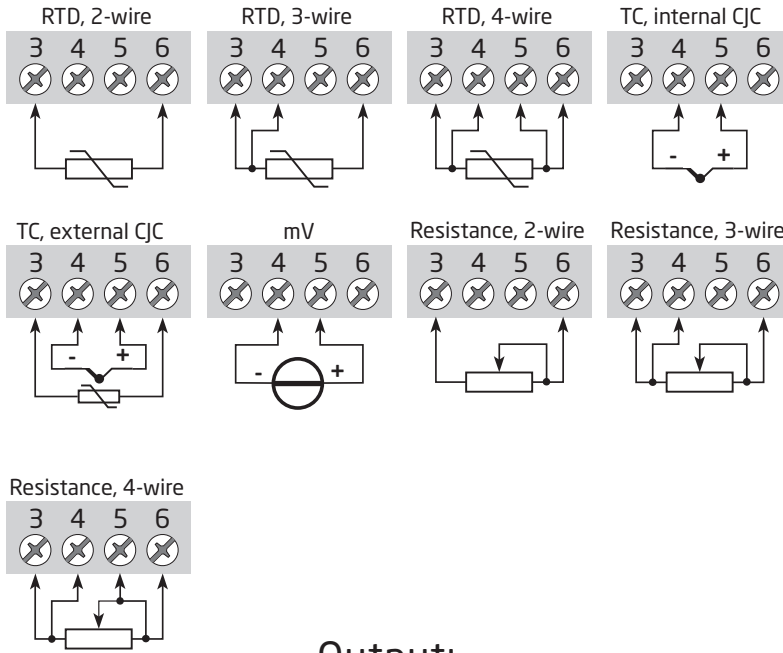 RTD, 2-wire
3 4 5 6
RTD, 3-wire
3 4 5 6
RTD, 4-wire
3 4 5 6
TC, internal CJC
3 4 5 6
- +
TC, external CJC
3 4 5 6
- +
mV
3 4 5 6
- +
Resistance, 2-wire
3 4 5 6
Resistance, 3-wire
3 4 5 6
Resistance, 4-wire
3 4 5 6